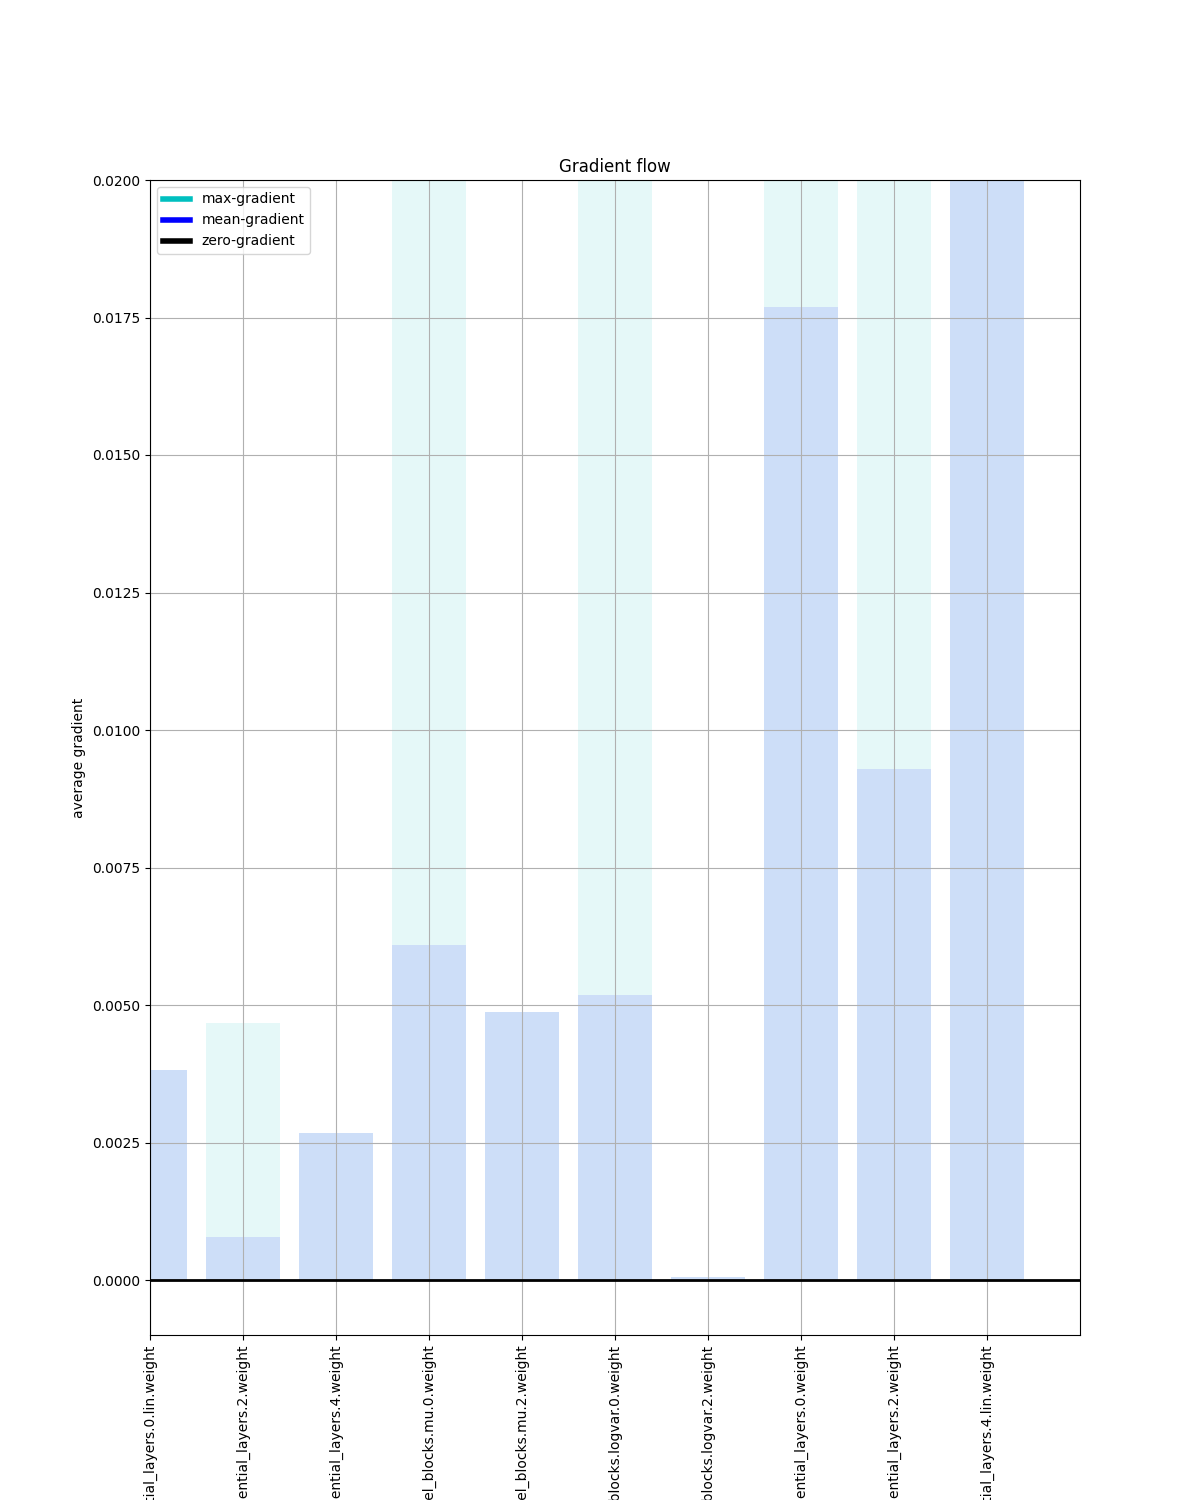 Gradient flow
max-gradient
mean-gradient
zero-gradient
0.0200
0.0175
0.0150
0.0125
0.0100
0.0075
0.0050
0.0025
0.0000
average gradient
tial_layers.0.lin.weight
ential_layers.2.weight
ential_layers.4.weight
el_blocks.mu.0.weight
el_blocks.mu.2.weight
blocks.logvar.0.weight
blocks.logvar.2.weight
ential_layers.0.weight
ential_layers.2.weight
tial_layers.4.lin.weight